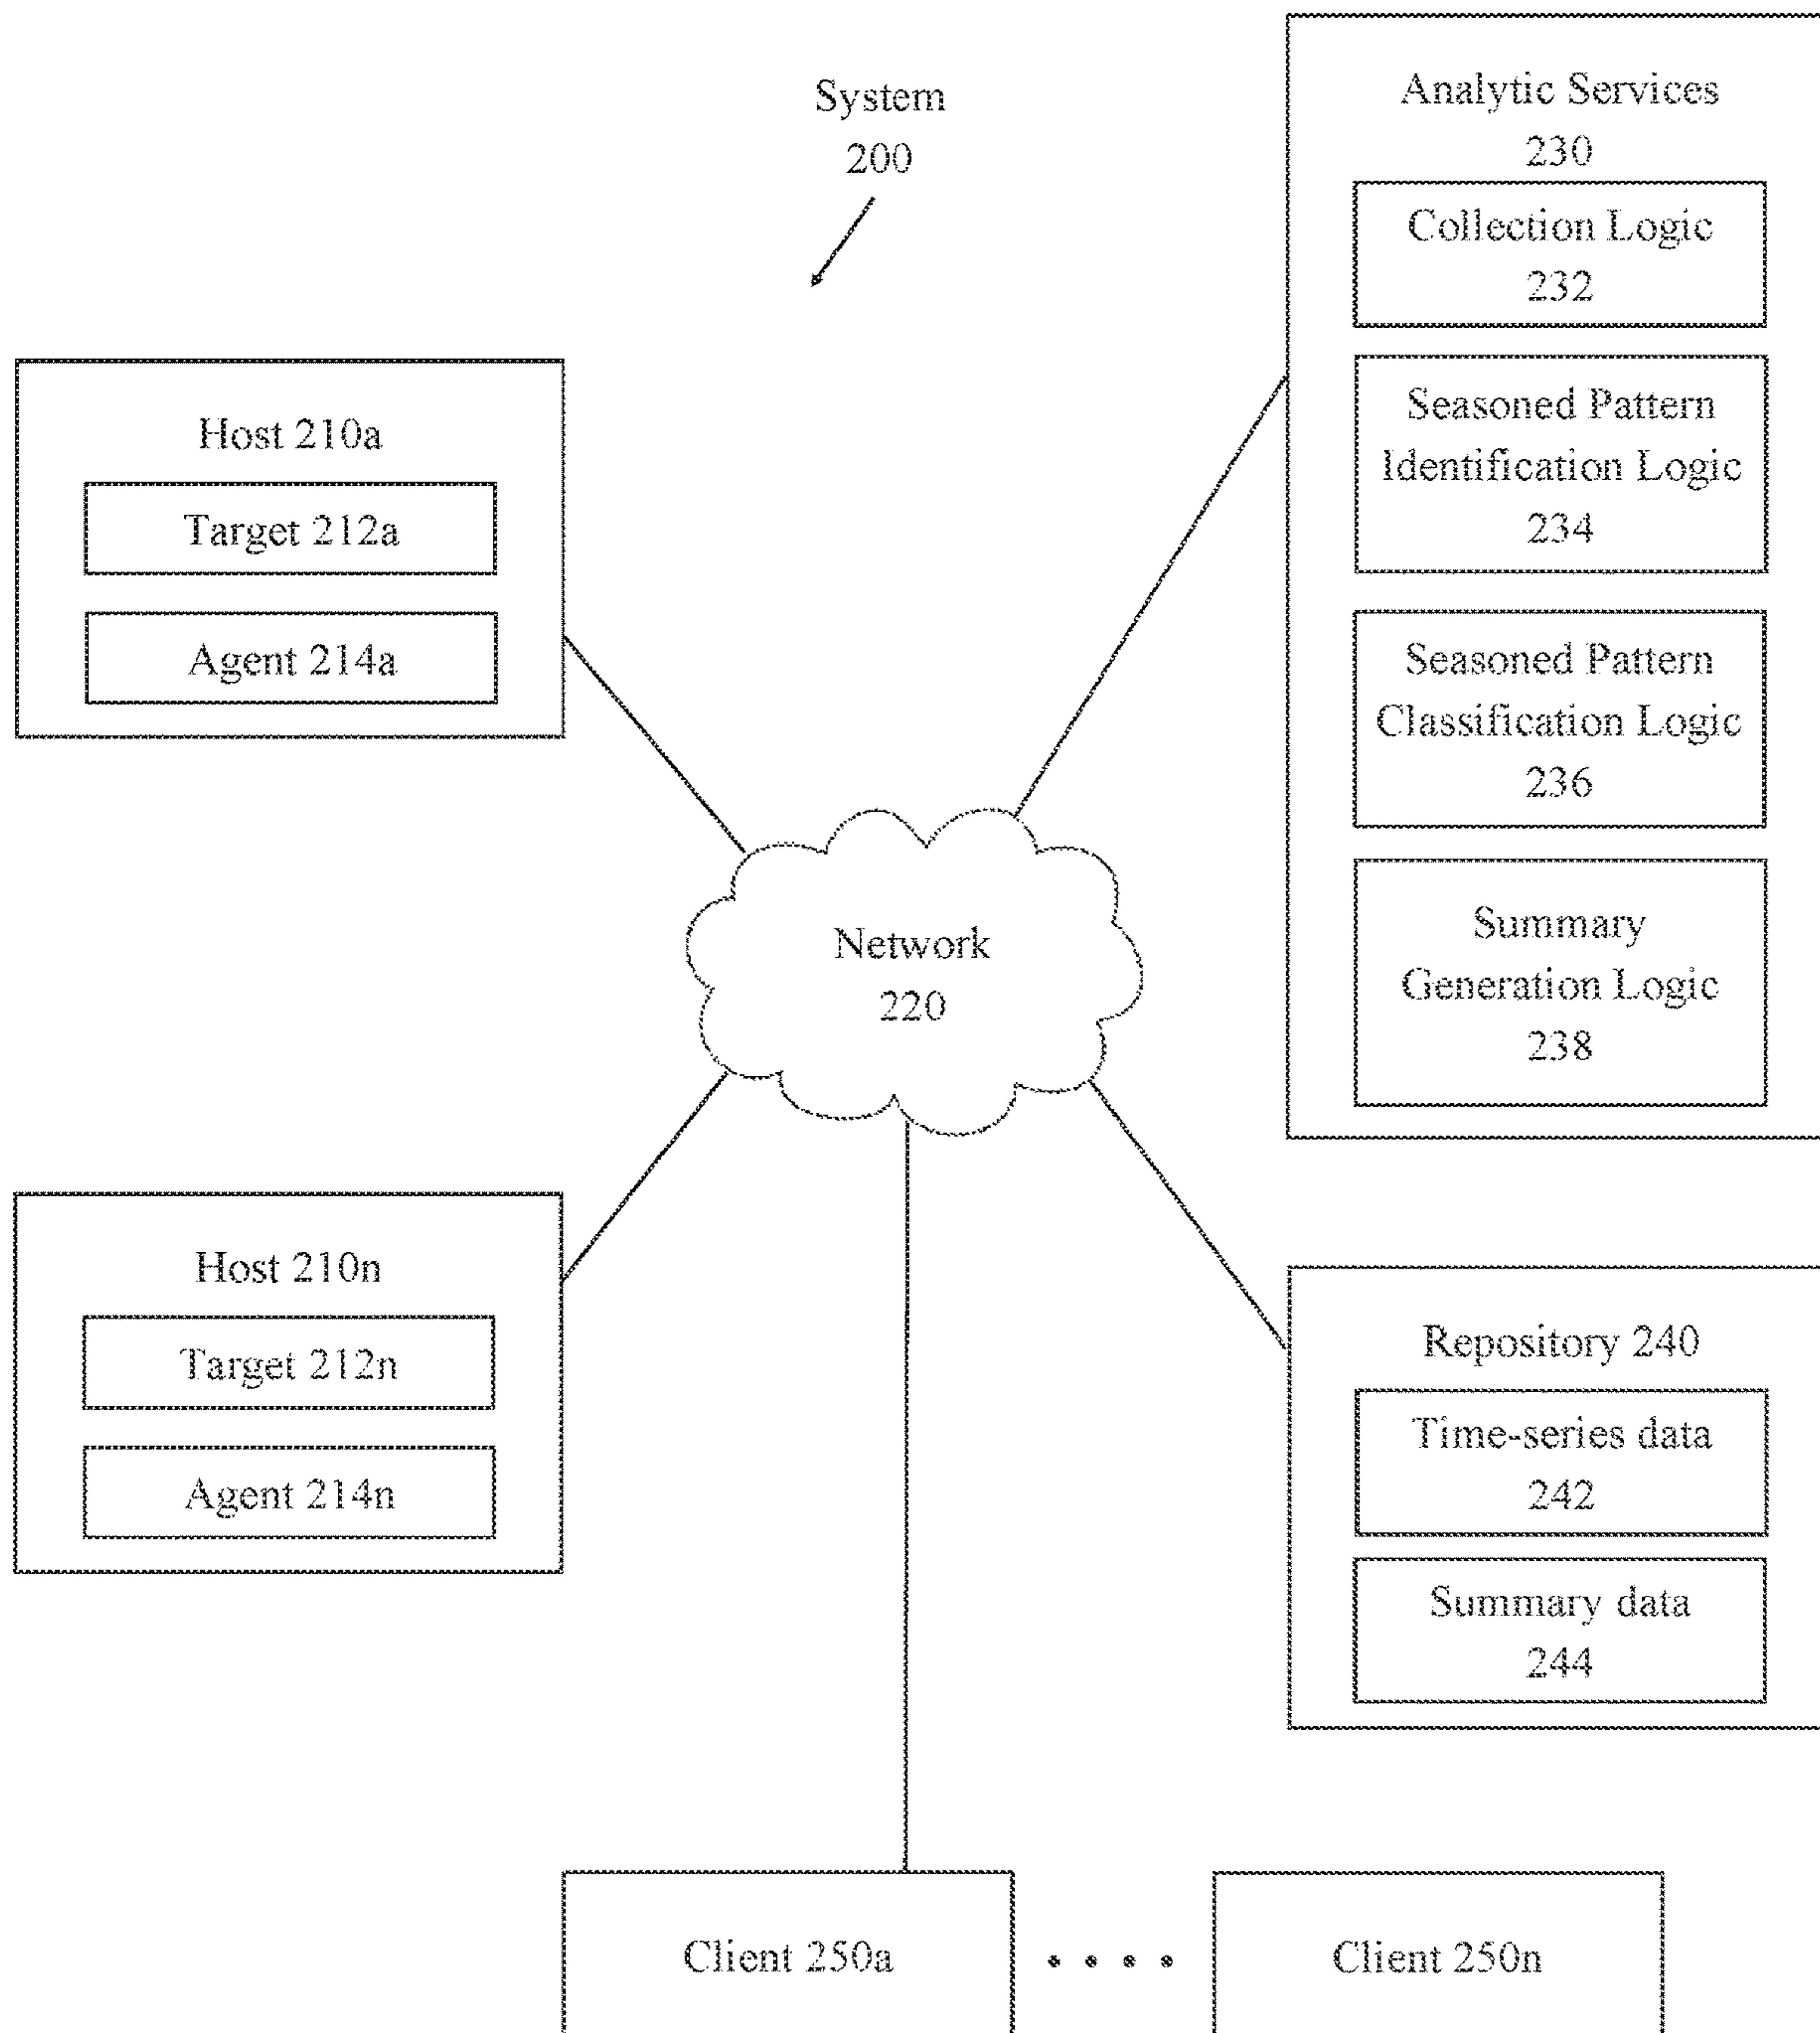 System
200
Analytic Services
230
Collection Logic
232
Seasoned Pattern
Identification Logic
234
Seasoned Pattern
Classification Logic
236
Summary
Generation Logic
238
Host 210a
Target 212a
Agent 214a
Network
220
Host 210n
Target 212n
Agent 214n
Repository 240
Time-series data
242
Summary data
244
Client 250a
Client 250n